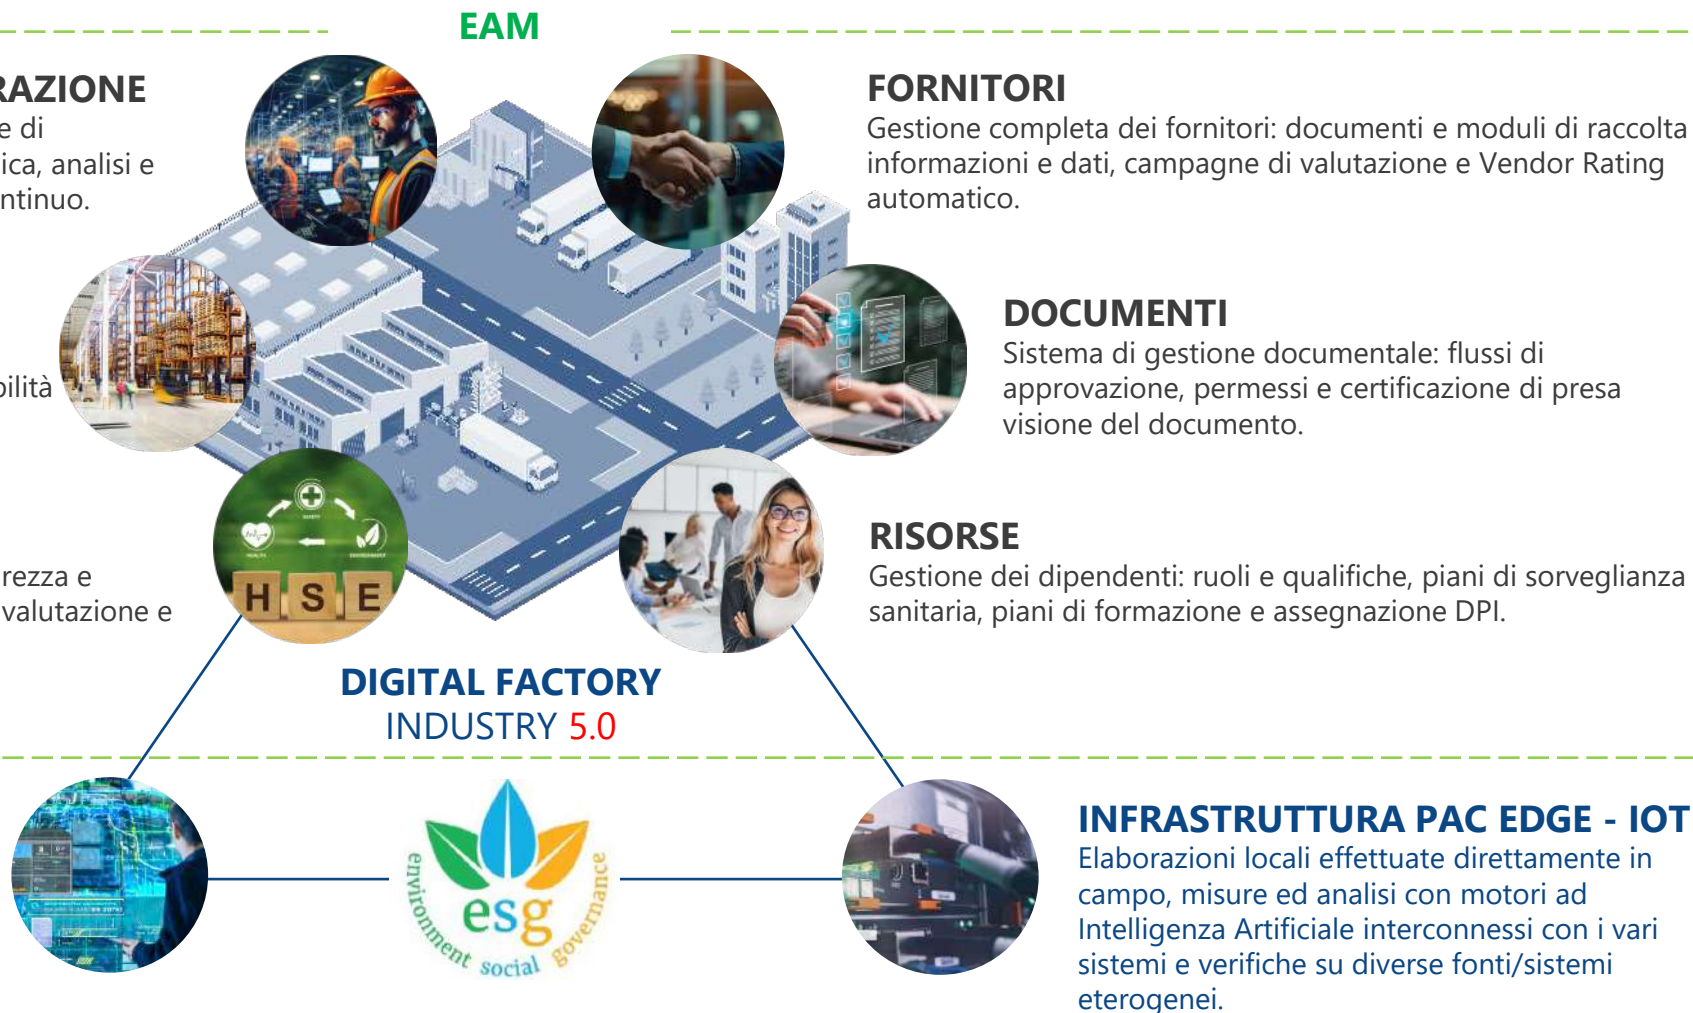 EAM
RAZIONE
e di
ica, analisi e
ntinuo.
FORNITORI
Gestione completa dei fornitori: documenti e moduli di raccolta
informazioni e dati, campagne di valutazione e Vendor Rating
automatico.
bilità
DOCUMENTI
Sistema di gestione documentale: flussi di
approvazione, permessi e certificazione di presa
visione del documento.
rezza e
valutazione e
HEALTH
H S E
RISORSE
Gestione dei dipendenti: ruoli e qualifiche, piani di sorveglianza
sanitaria, piani di formazione e assegnazione DPI.
DIGITAL FACTORY
INDUSTRY 5.0
esg
environment social governance
INFRASTRUTTURA PAC EDGE - IOT
Elaborazioni locali effettuate direttamente in
campo, misure ed analisi con motori ad
Intelligenza Artificiale interconnessi con i vari
sistemi e verifiche su diverse fonti/sistemi
eterogenei.